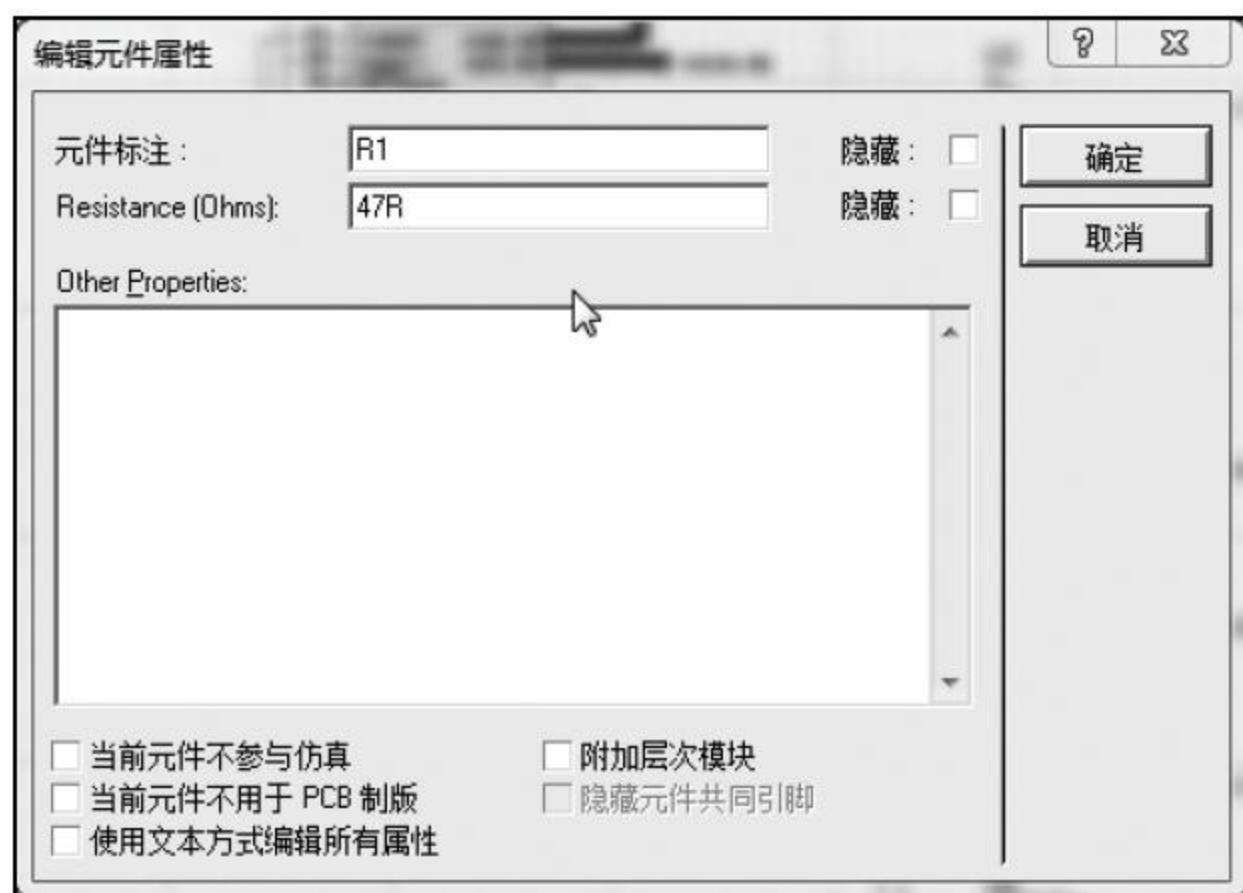 编辑元件属性
元件标注： R1 隐藏： 确定
Resistance (Ohms): 47R 隐藏： 取消
Other Properties:
当前元件不参与仿真 附加层次模块
当前元件不用于 PCB 制版 隐藏元件共同引脚
使用文本方式编辑所有属性